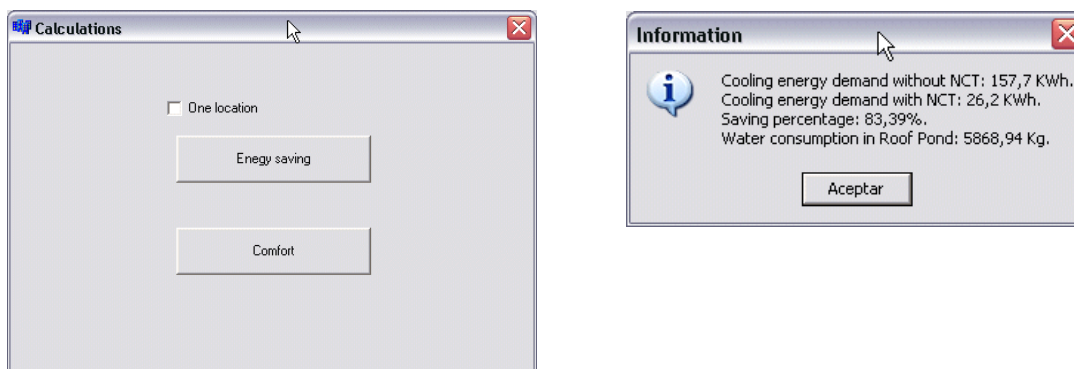 Calculations
One location
Enegy saving
Comfort
Information
Cooling energy demand without NCT: 157,7 KWh.
Cooling energy demand with NCT: 26,2 KWh.
Saving percentage: 83,39%.
Water consumption in Roof Pond: 5868,94 Kg.
Aceptar